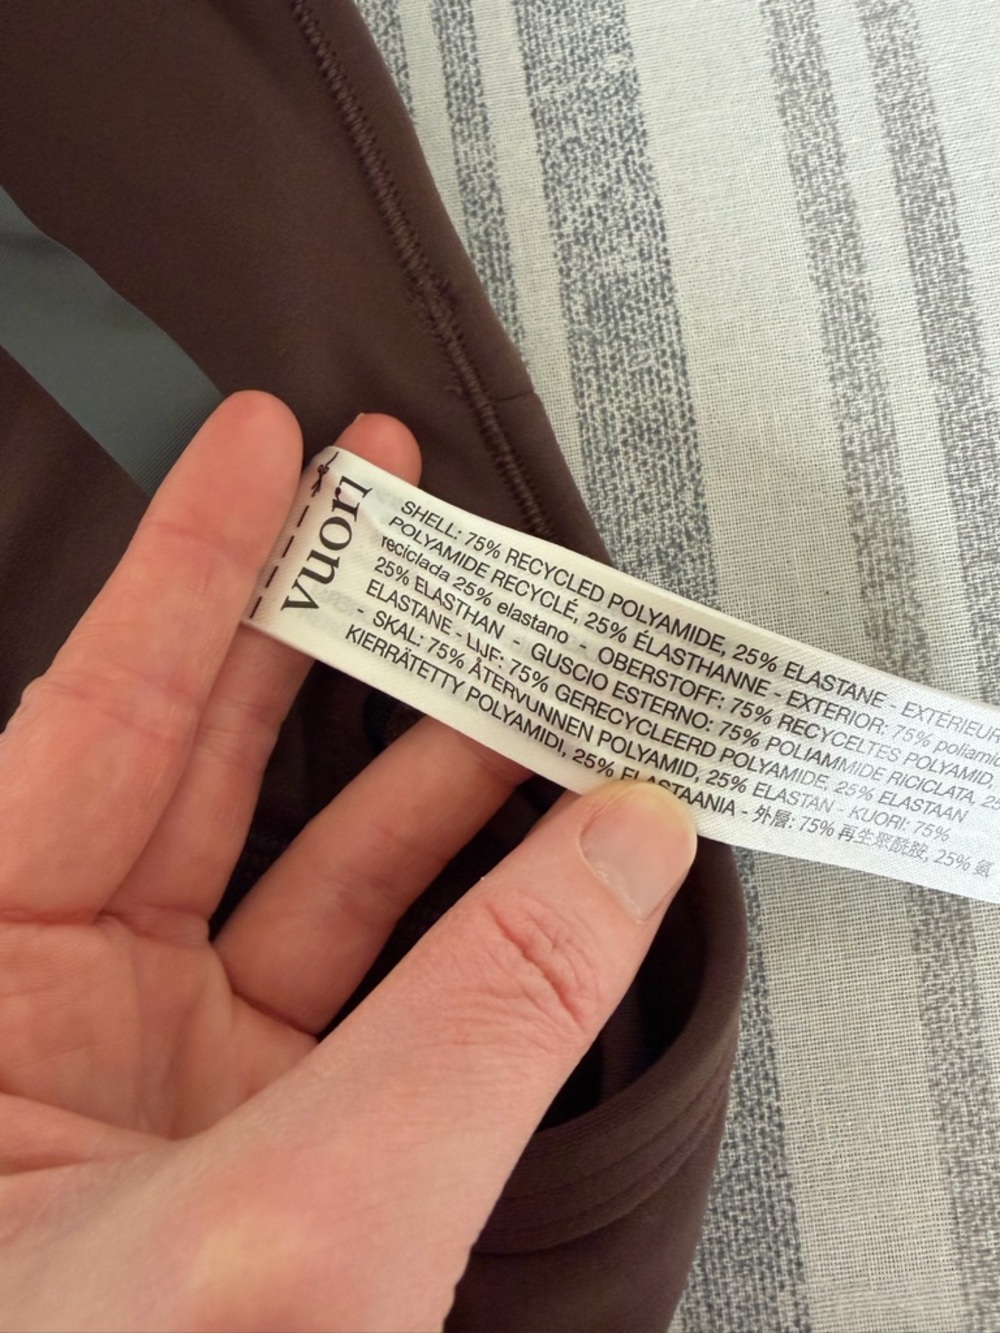 vuori
SHELL: 75% RECYCLED POLYAMIDE, 25% ELASTANE - EXTÉRIEUR
POLYAMIDE RECYCLÉ, 25% ÉLASTHANNE - EXTERIOR: 75% poliamid
reciclada 25% elastano - OBERSTOFF: 75% RECYCELTES POLYAMID
25% ELASTHAN - GUSCIO ESTERNO: 75% POLIAMMIDE RICICLATA,
ELASTANE - LIJF: 75% GERECYCLEERD POLYAMIDE, 25% ELASTAAN
- SKAL: 75% ÅTERVUNNEN POLYAMID, 25% ELASTAN - KUORI: 75%
KIERRÄTETTY POLYAMIDI, 25% ELASTAANIA - 外層: 75% 再生聚酰胺, 25% 氨